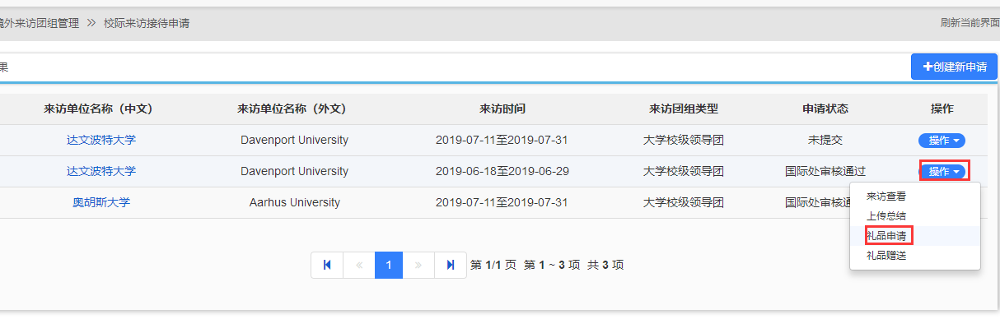 境外来访团组管理 >> 校际来访接待申请 刷新当前界面
果
+创建新申请
来访单位名称（中文） 来访单位名称（外文） 来访时间 来访团组类型 申请状态 操作
达文波特大学 Davenport University 2019-07-11至2019-07-31 大学校级领导团 未提交 操作
达文波特大学 Davenport University 2019-06-18至2019-06-29 大学校级领导团 国际处审核通过 操作
奥胡斯大学 Aarhus University 2019-07-11至2019-07-31 大学校级领导团 国际处审核通
来访查看
上传总结
礼品申请
礼品赠送
« 1 » 第 1/1 页 第 1 ~ 3 项 共 3 项